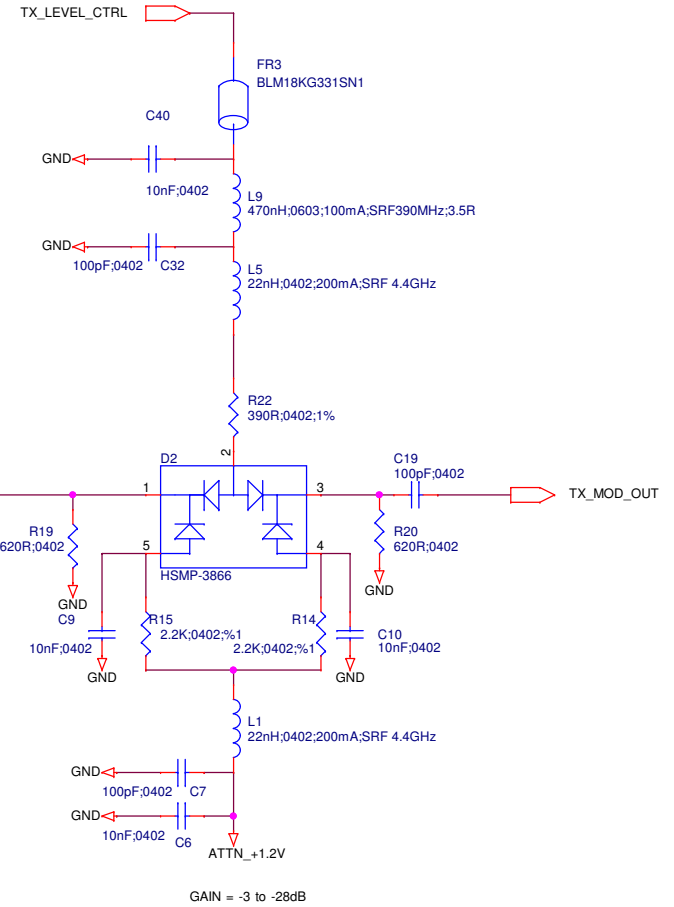 TX_LEVEL_CTRL
FR3
BLM18KG331SN1
C40
GND
10nF;0402
L9
470nH;0603;100mA;SRF390MHz;3.5R
GND
100pF;0402 C32
L5
22nH;0402;200mA;SRF 4.4GHz
R22
390R;0402;1%
2
D2
C19
100pF;0402
1
3
TX_MOD_OUT
R19
620R;0402
R20
620R;0402
5
4
HSMP-3866
GND
GND
C9
10nF;0402
R15
2.2K;0402;%1
R14
2.2K;0402;%1
C10
10nF;0402
GND
GND
L1
22nH;0402;200mA;SRF 4.4GHz
GND
100pF;0402 C7
GND
10nF;0402 C6
ATTN_+1.2V
GAIN = -3 to -28dB